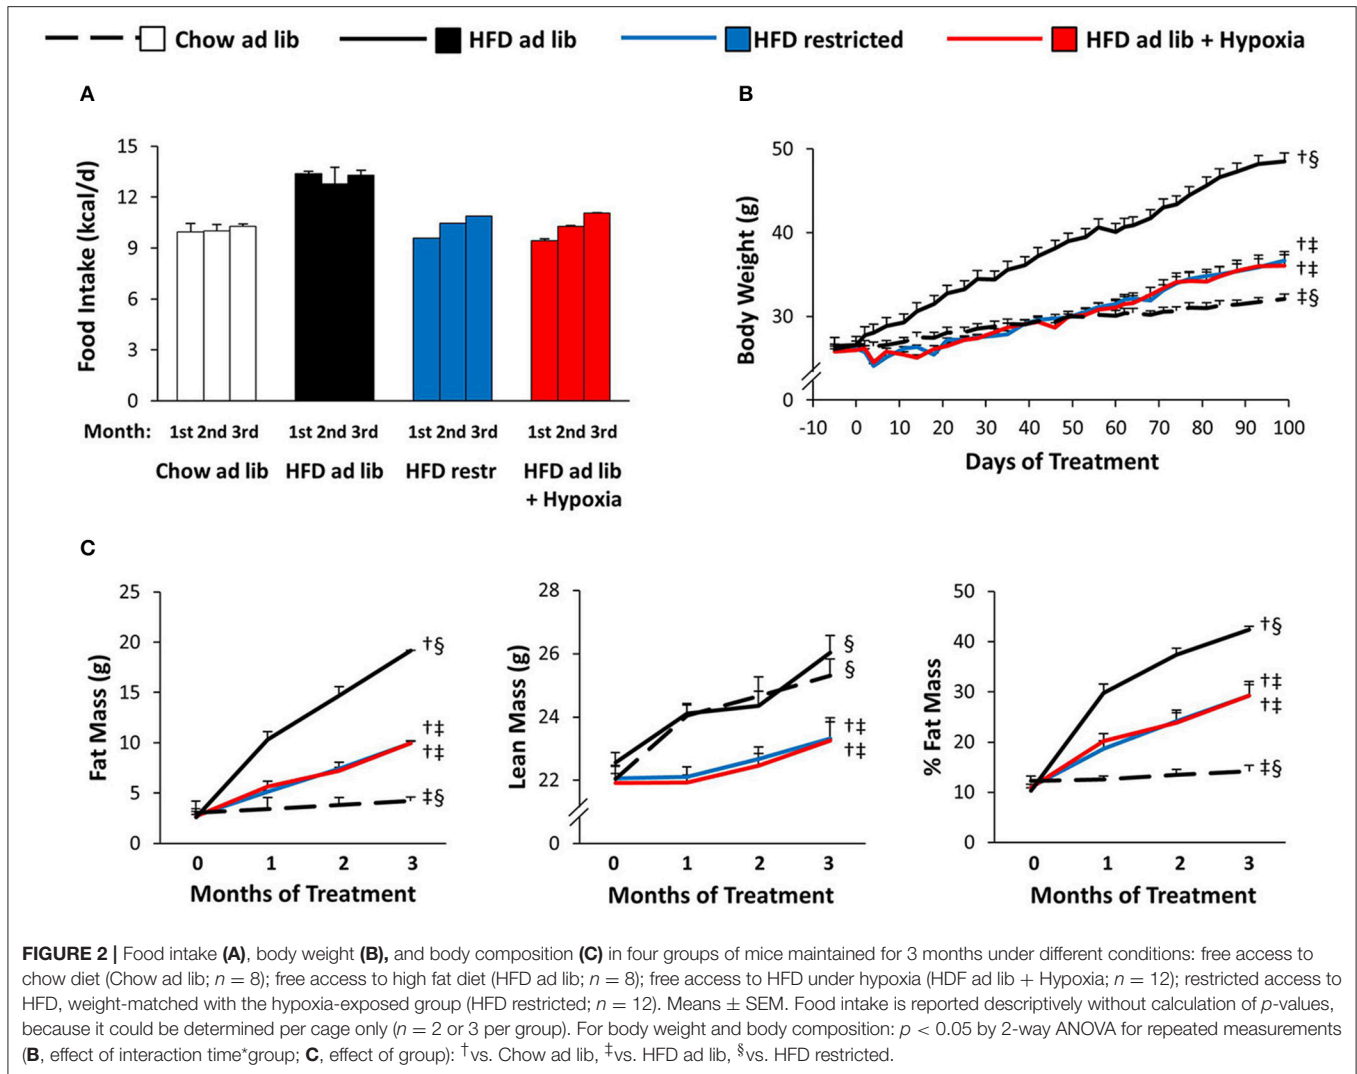 Chow ad lib HFD ad lib HFD restricted HFD ad lib + Hypoxia
A
Food Intake (kcal/d)
15
12
9
6
3
0
Month: 1st 2nd 3rd 1st 2nd 3rd 1st 2nd 3rd 1st 2nd 3rd
Chow ad lib HFD ad lib HFD restr HFD ad lib
+ Hypoxia
B
Body Weight (g)
50
40
30
0
†§
†‡
†‡
‡§
-10 0 10 20 30 40 50 60 70 80 90 100
Days of Treatment
C
Fat Mass (g)
25
20
15
10
5
0
†§
†‡
†‡
‡§
0 1 2 3
Months of Treatment
Lean Mass (g)
28
26
24
22
0
§
§
†‡
†‡
0 1 2 3
Months of Treatment
% Fat Mass
50
40
30
20
10
0
†§
†‡
†‡
‡§
0 1 2 3
Months of Treatment
FIGURE 2 | Food intake (A), body weight (B), and body composition (C) in four groups of mice maintained for 3 months under different conditions: free access to
chow diet (Chow ad lib; n = 8); free access to high fat diet (HFD ad lib; n = 8); free access to HFD under hypoxia (HDF ad lib + Hypoxia; n = 12); restricted access to
HFD, weight-matched with the hypoxia-exposed group (HFD restricted; n = 12). Means ± SEM. Food intake is reported descriptively without calculation of p-values,
because it could be determined per cage only (n = 2 or 3 per group). For body weight and body composition: p < 0.05 by 2-way ANOVA for repeated measurements
(B, effect of interaction time*group; C, effect of group): †vs. Chow ad lib, ‡vs. HFD ad lib, §vs. HFD restricted.